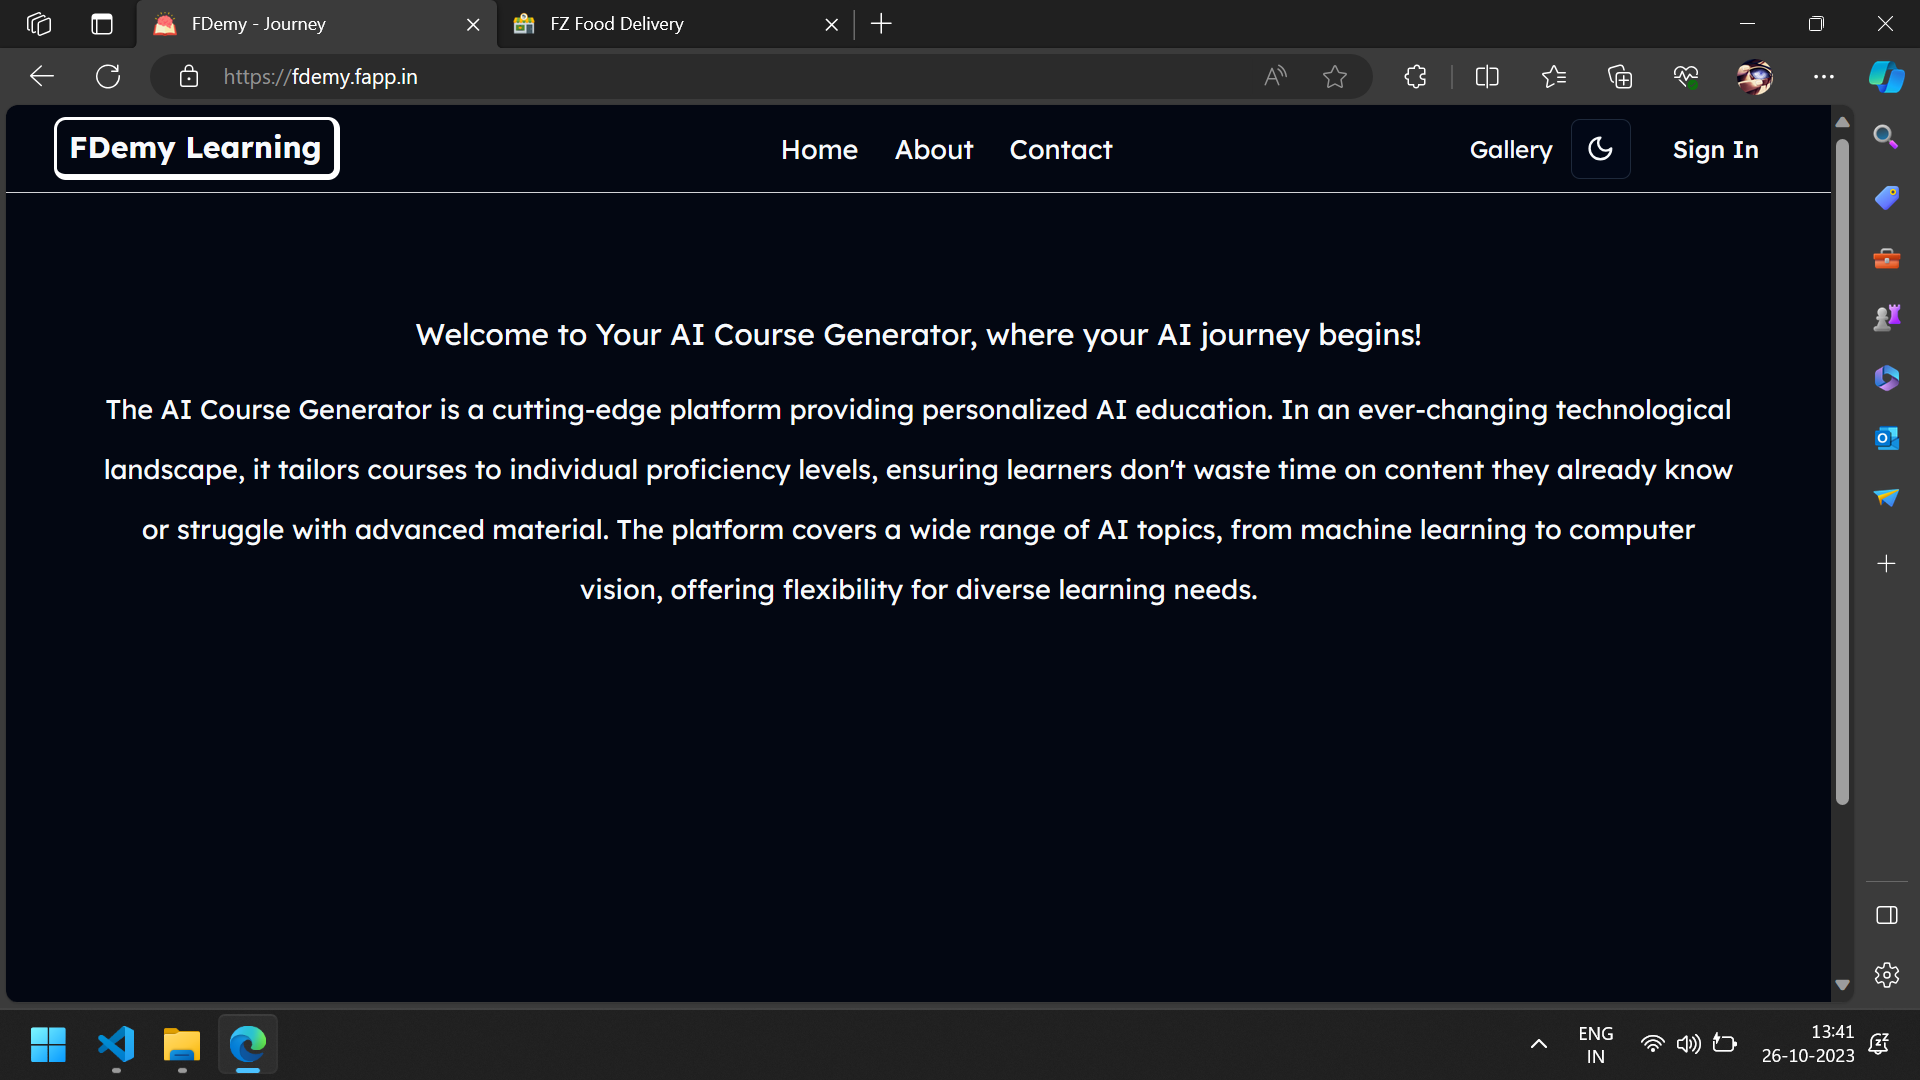 FDemy - Journey
FZ Food Delivery
https://fdemy.fapp.in
FDemy Learning
Home About Contact
Gallery
Sign In
Welcome to Your AI Course Generator, where your AI journey begins!
The AI Course Generator is a cutting-edge platform providing personalized AI education. In an ever-changing technological
landscape, it tailors courses to individual proficiency levels, ensuring learners don't waste time on content they already know
or struggle with advanced material. The platform covers a wide range of AI topics, from machine learning to computer
vision, offering flexibility for diverse learning needs.
ENG
IN
13:41
26-10-2023